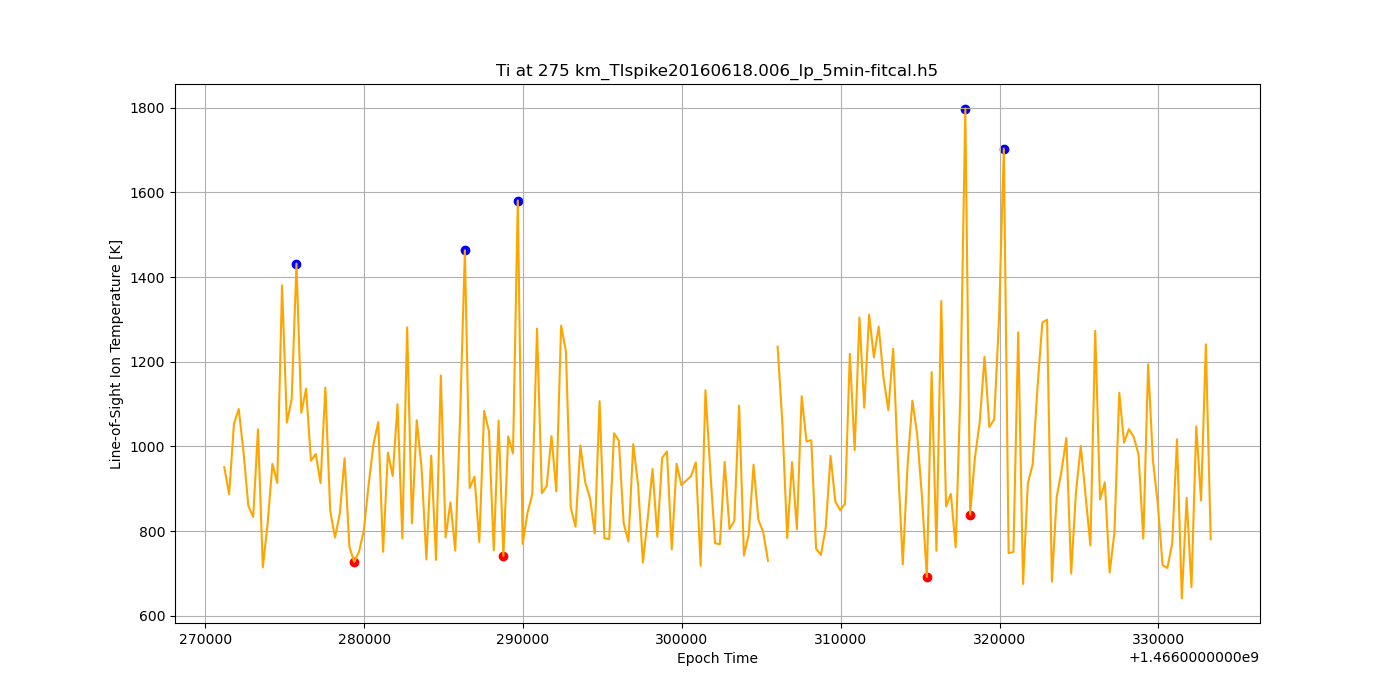 Ti at 275 km_TIspike20160618.006_lp_5min-fitcal.h5
Line-of-Sight Ion Temperature [K]
1800
1600
1400
1200
1000
800
600
270000 280000 290000 300000 310000 320000 330000
Epoch Time
+1.4660000000e9